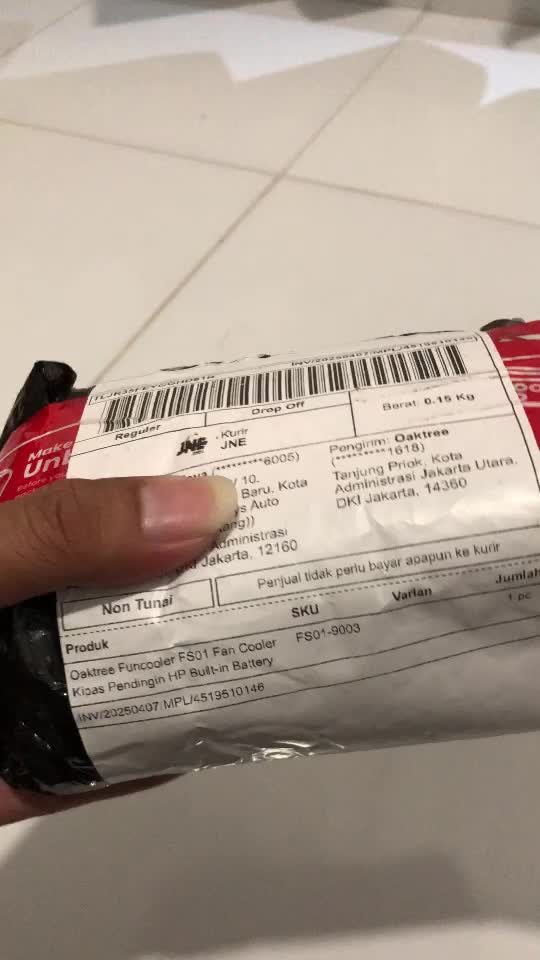 INV/20250407/MPL/4519510146
Reguler
Drop Off
Berat: 0.15 Kg
JNE
Kurir
JNE
(*********6005)
/ 10.
Baru, Kota
Auto
Administrasi
Jakarta, 12160
Pengirim: Oaktree
(*********1618)
Tanjung Priok, Kota
Administrasi Jakarta Utara,
DKI Jakarta, 14360
Non Tunai
Penjual tidak perlu bayar apapun ke kurir
Produk SKU Varian Jumlah
Oaktree Funcooler FS01 Fan Cooler FS01-9003 1 pc
Kipas Pendingin HP Built-in Battery
INV/20250407/MPL/4519510146
Make